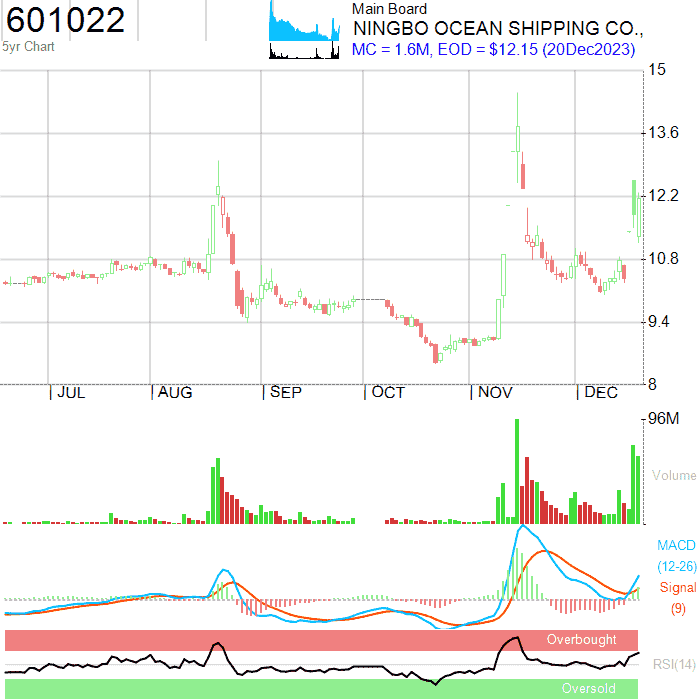 601022
5yr Chart
Main Board
NINGBO OCEAN SHIPPING CO.,
MC = 1.6M, EOD = $12.15 (20Dec2023)
15
13.6
12.2
10.8
9.4
8
JUL AUG SEP OCT NOV DEC
96M
Volume
MACD
(12-26)
Signal
(9)
Overbought
RSI(14)
Oversold